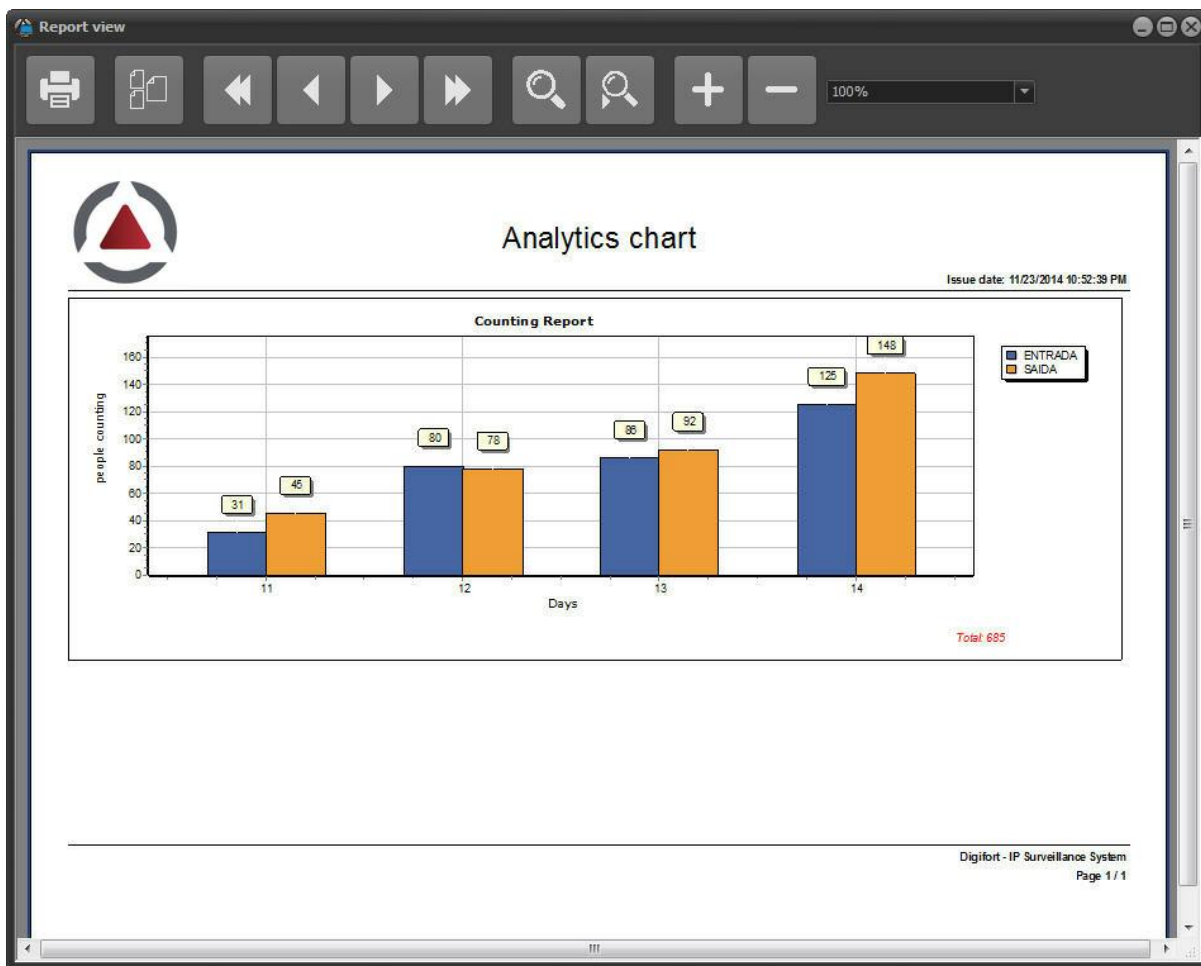 Report view
100%
Analytics chart
Issue date: 11/23/2014 10:52:39 PM
Counting Report
people counting
160
140
120
100
80
60
40
20
0
31
45
80
78
86
92
125
148
11
12
13
14
Days
ENTRADA
SAIDA
Total: 685
Digifort - IP Surveillance System
Page 1 / 1